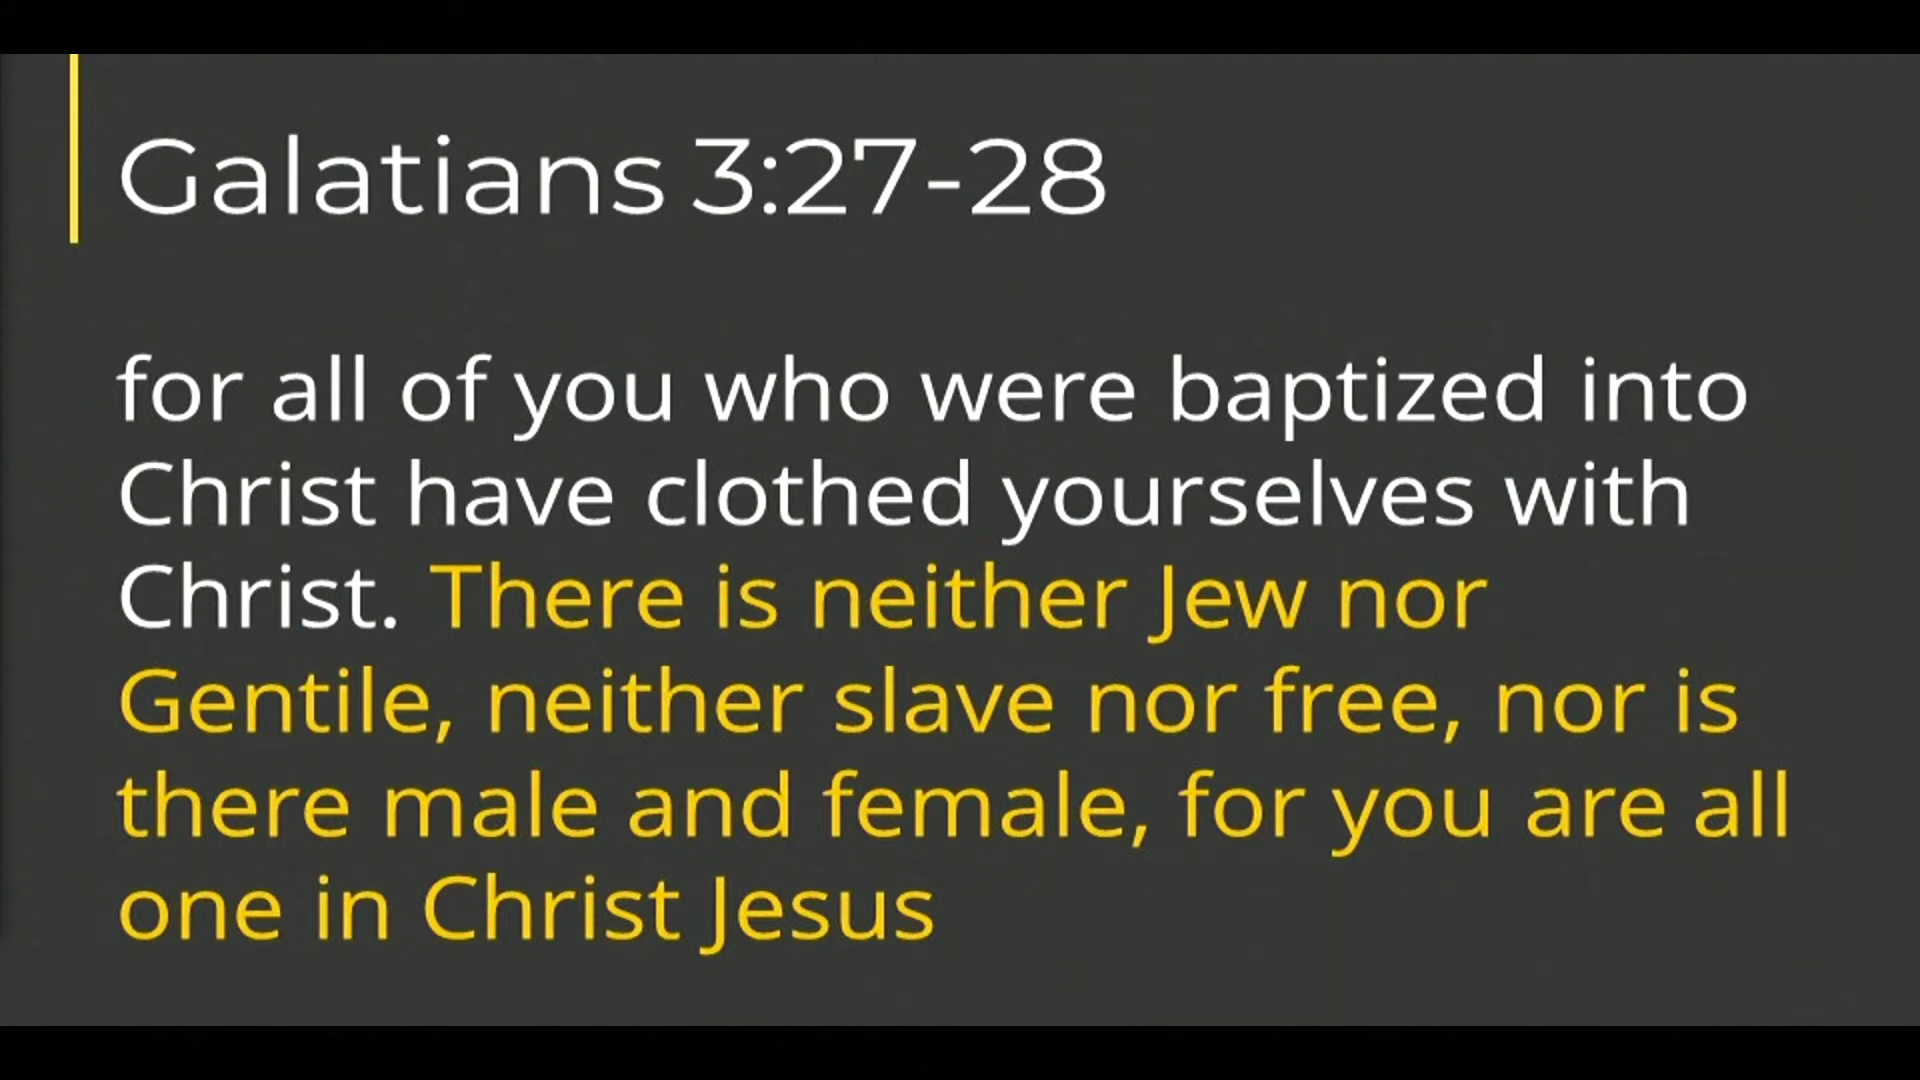 Galatians 3:27-28
for all of you who were baptized into
Christ have clothed yourselves with
Christ. There is neither Jew nor
Gentile, neither slave nor free, nor is
there male and female, for you are all
one in Christ Jesus